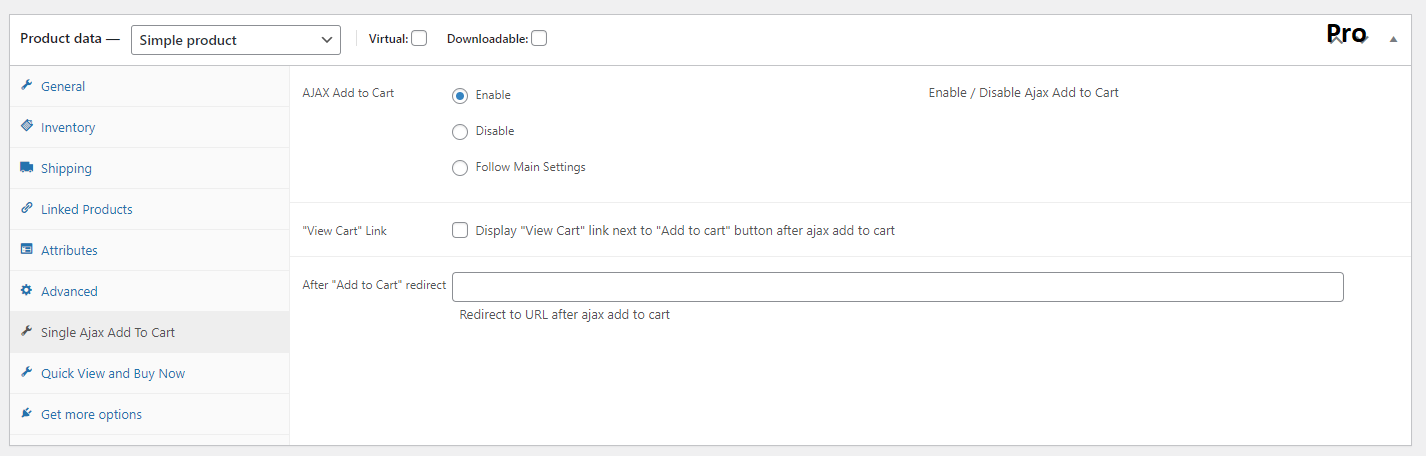 Product data — Simple product Virtual: Downloadable: Pro
General
Inventory
Shipping
Linked Products
Attributes
Advanced
Single Ajax Add To Cart
Quick View and Buy Now
Get more options
AJAX Add to Cart Enable Enable / Disable Ajax Add to Cart
Disable
Follow Main Settings
"View Cart" Link Display "View Cart" link next to "Add to cart" button after ajax add to cart
After "Add to Cart" redirect
Redirect to URL after ajax add to cart